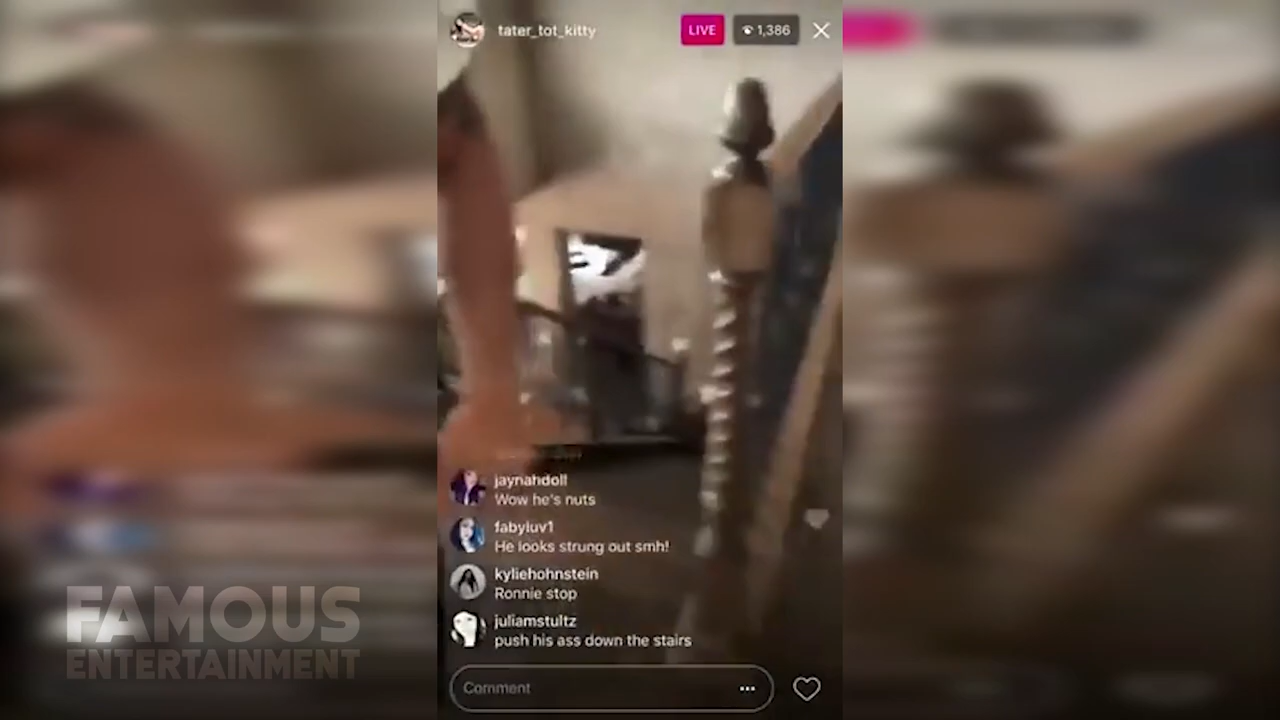 tater_tot_kitty
LIVE
1,386
jaynahdoll
Wow he's nuts
fabyluv1
He looks strung out smh!
kyliehohnstein
Ronnie stop
juliamstultz
push his ass down the stairs
Comment
FAMOUS
ENTERTAINMENT